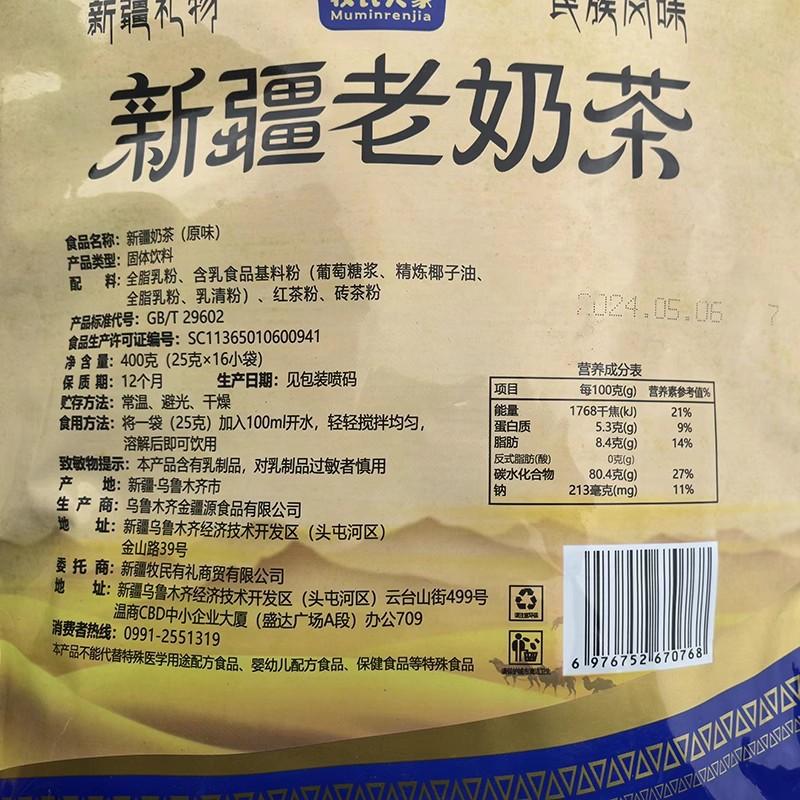 新疆礼物
牧民人家
Muminrenjia
民族风味
新疆老奶茶
食品名称：新疆奶茶（原味）
产品类型：固体饮料
配 料：全脂乳粉、含乳食品基料粉（葡萄糖浆、精炼椰子油、
全脂乳粉、乳清粉）、红茶粉、砖茶粉
产品标准代号：GB/T 29602
食品生产许可证编号：SC11365010600941
净含量：400克（25克×16小袋）
保质期：12个月 生产日期：见包装喷码
贮存方法：常温、避光、干燥
食用方法：将一袋（25克）加入100ml开水，轻轻搅拌均匀，
溶解后即可饮用
致敏物提示：本产品含有乳制品，对乳制品过敏者慎用
产 地：新疆·乌鲁木齐市
生产商：乌鲁木齐金疆源食品有限公司
地 址：新疆乌鲁木齐经济技术开发区（头屯河区）
金山路39号
委托商：新疆牧民有礼商贸有限公司
地 址：新疆乌鲁木齐经济技术开发区（头屯河区）云台山街499号
温商CBD中小企业大厦（盛达广场A段）办公709
消费者热线：0991-2551319
本产品不能代替特殊医学用途配方食品、婴幼儿配方食品、保健食品等特殊食品
2024.05.06 7
营养成分表
项目 每100克(g) 营养素参考值%
能量 1768千焦(kJ) 21%
蛋白质 5.3克(g) 9%
脂肪 8.4克(g) 14%
反式脂肪(酸) 0克(g)
碳水化合物 80.4克(g) 27%
钠 213毫克(mg) 11%
6 976752 670768